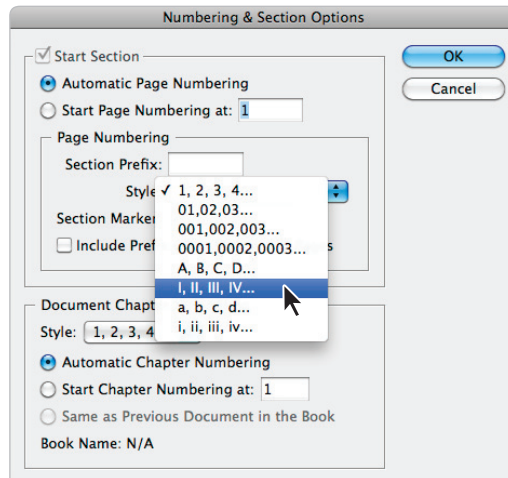 Numbering & Section Options
Start Section
OK
Automatic Page Numbering
Cancel
Start Page Numbering at: 1
Page Numbering
Section Prefix:
Style
✓ 1, 2, 3, 4...
01,02,03...
Section Marker
001,002,003...
Include Pref
0001,0002,0003...
s
A, B, C, D...
I, II, III, IV...
a, b, c, d...
i, ii, iii, iv...
Document Chapt
Style: 1, 2, 3, 4
Automatic Chapter Numbering
Start Chapter Numbering at: 1
Same as Previous Document in the Book
Book Name: N/A